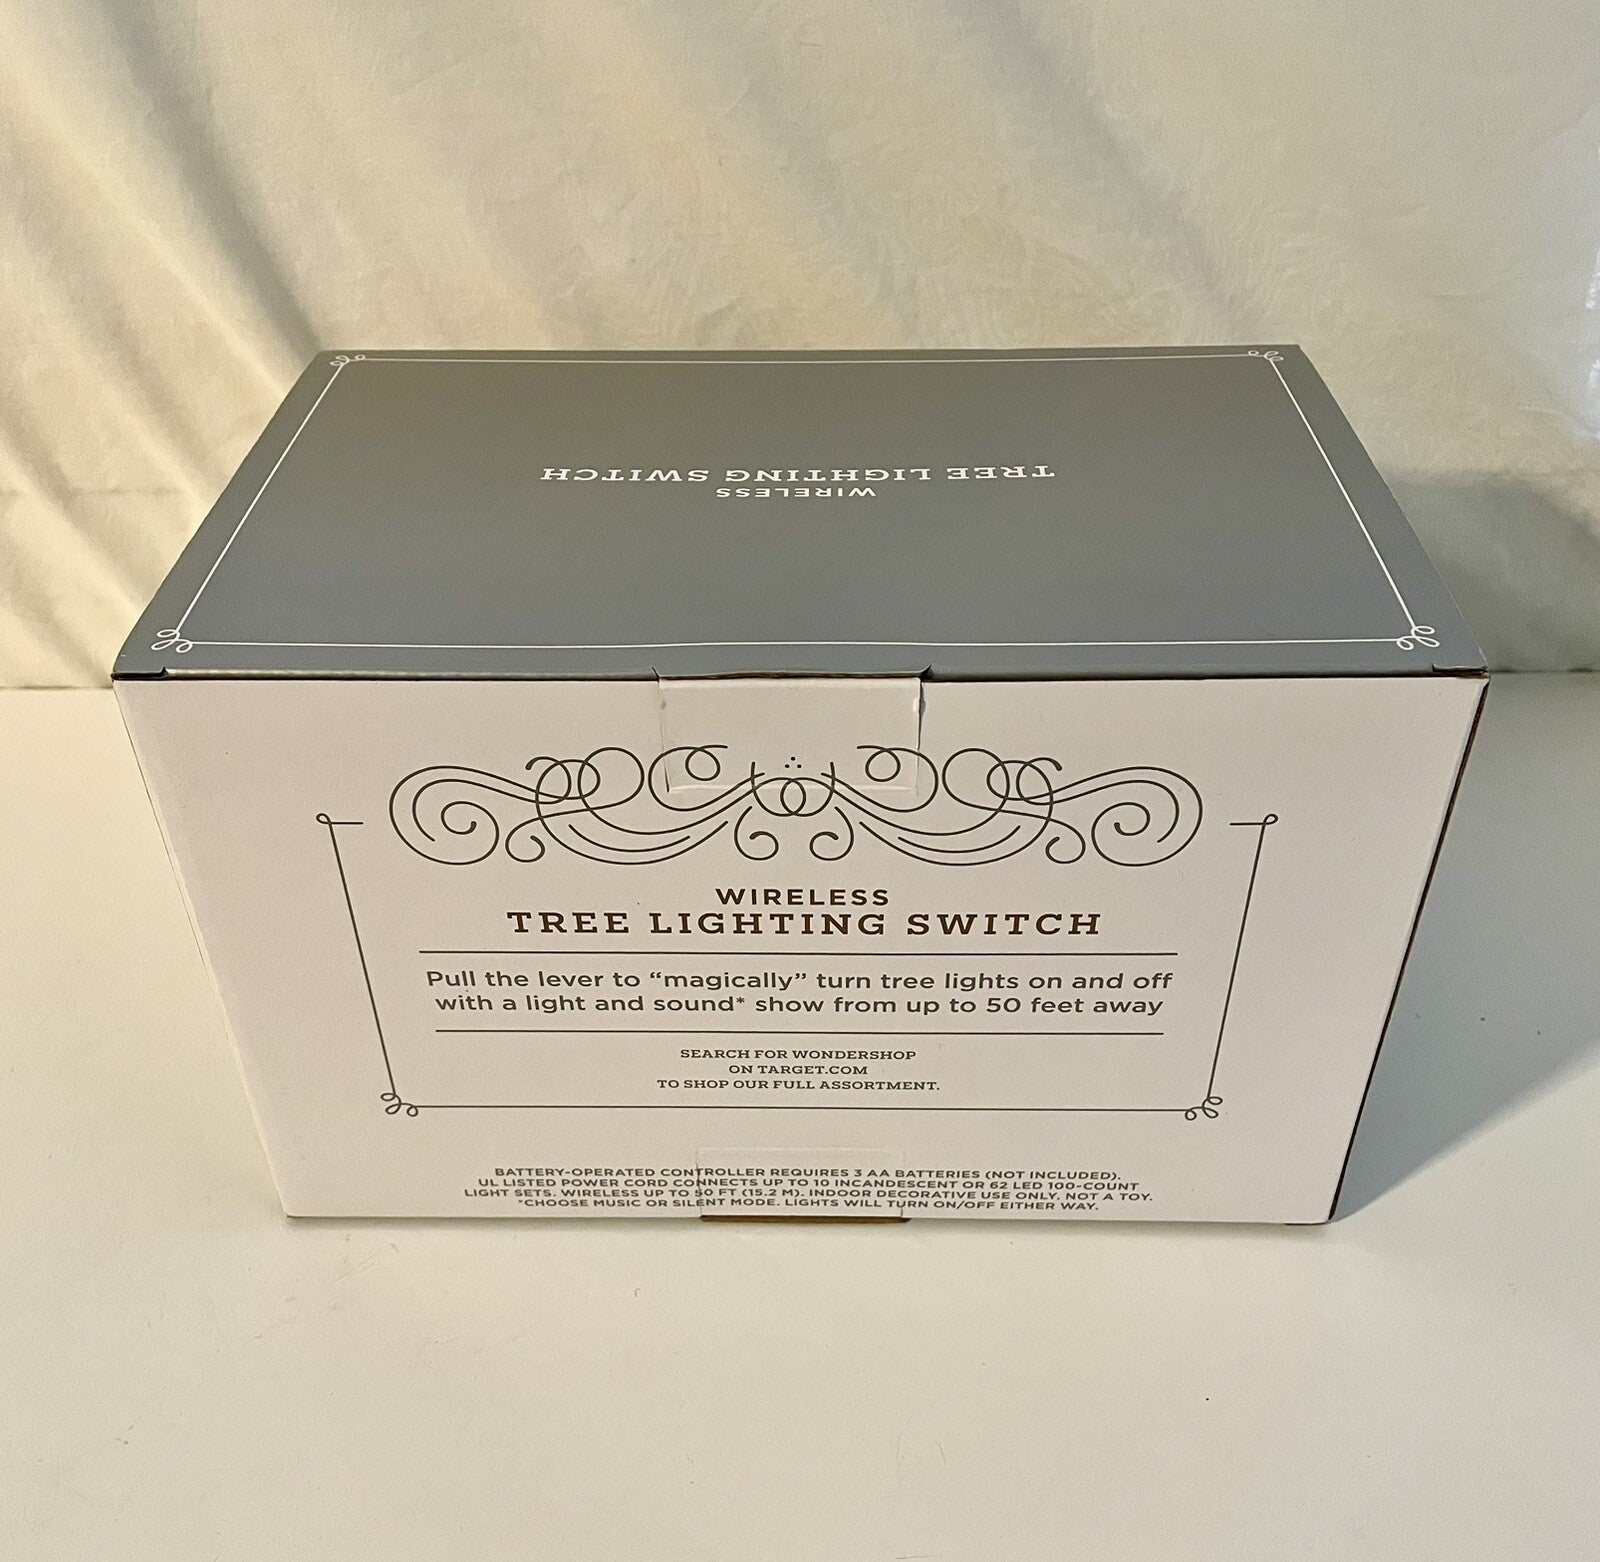 TREE LIGHTING SWITCH
WIRELESS
WIRELESS
TREE LIGHTING SWITCH
Pull the lever to “magically” turn tree lights on and off
with a light and sound* show from up to 50 feet away
SEARCH FOR WONDERSHOP
ON TARGET.COM
TO SHOP OUR FULL ASSORTMENT.
BATTERY-OPERATED CONTROLLER REQUIRES 3 AA BATTERIES (NOT INCLUDED).
UL LISTED POWER CORD CONNECTS UP TO 10 INCANDESCENT OR 62 LED 100-COUNT
LIGHT SETS. WIRELESS UP TO 50 FT (15.2 M). INDOOR DECORATIVE USE ONLY. NOT A TOY.
*CHOOSE MUSIC OR SILENT MODE. LIGHTS WILL TURN ON/OFF EITHER WAY.